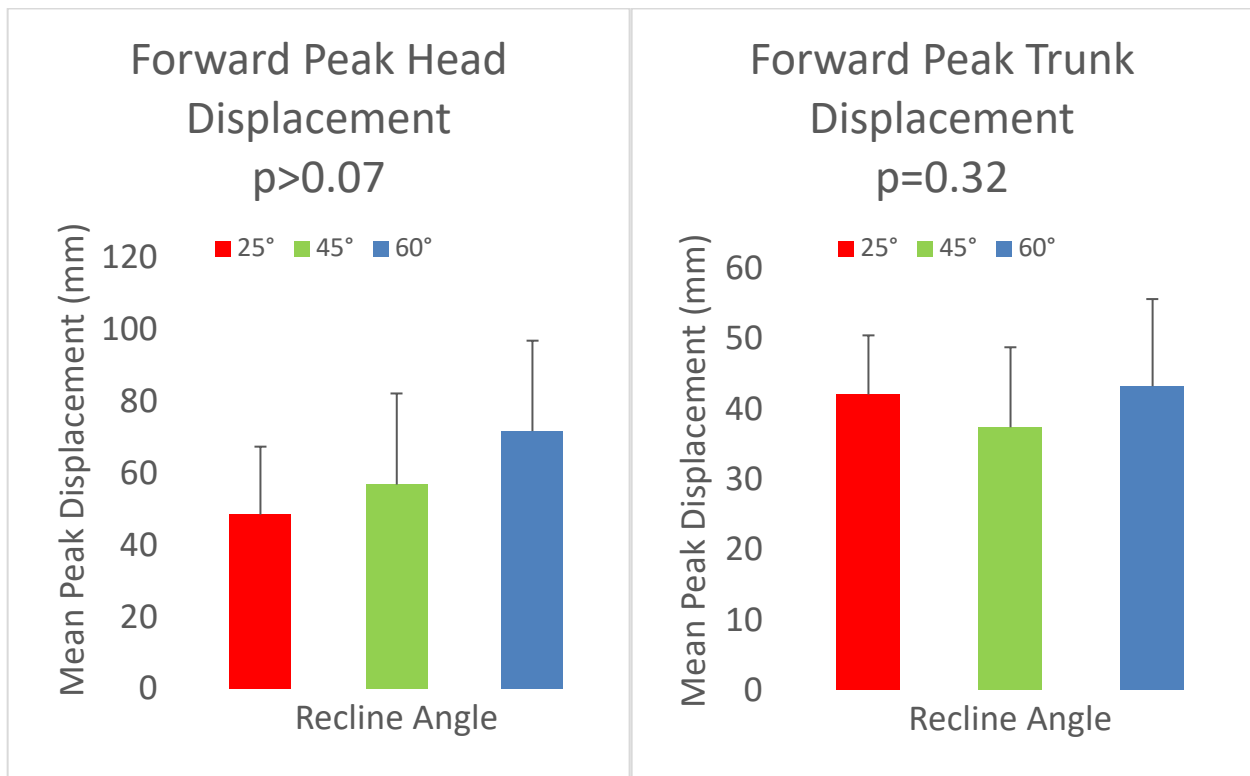 Forward Peak Head
Displacement
p>0.07
25° 45° 60°
Mean Peak Displacement (mm)
120
100
80
60
40
20
0
Recline Angle
Forward Peak Trunk
Displacement
p=0.32
25° 45° 60°
Mean Peak Displacement (mm)
60
50
40
30
20
10
0
Recline Angle